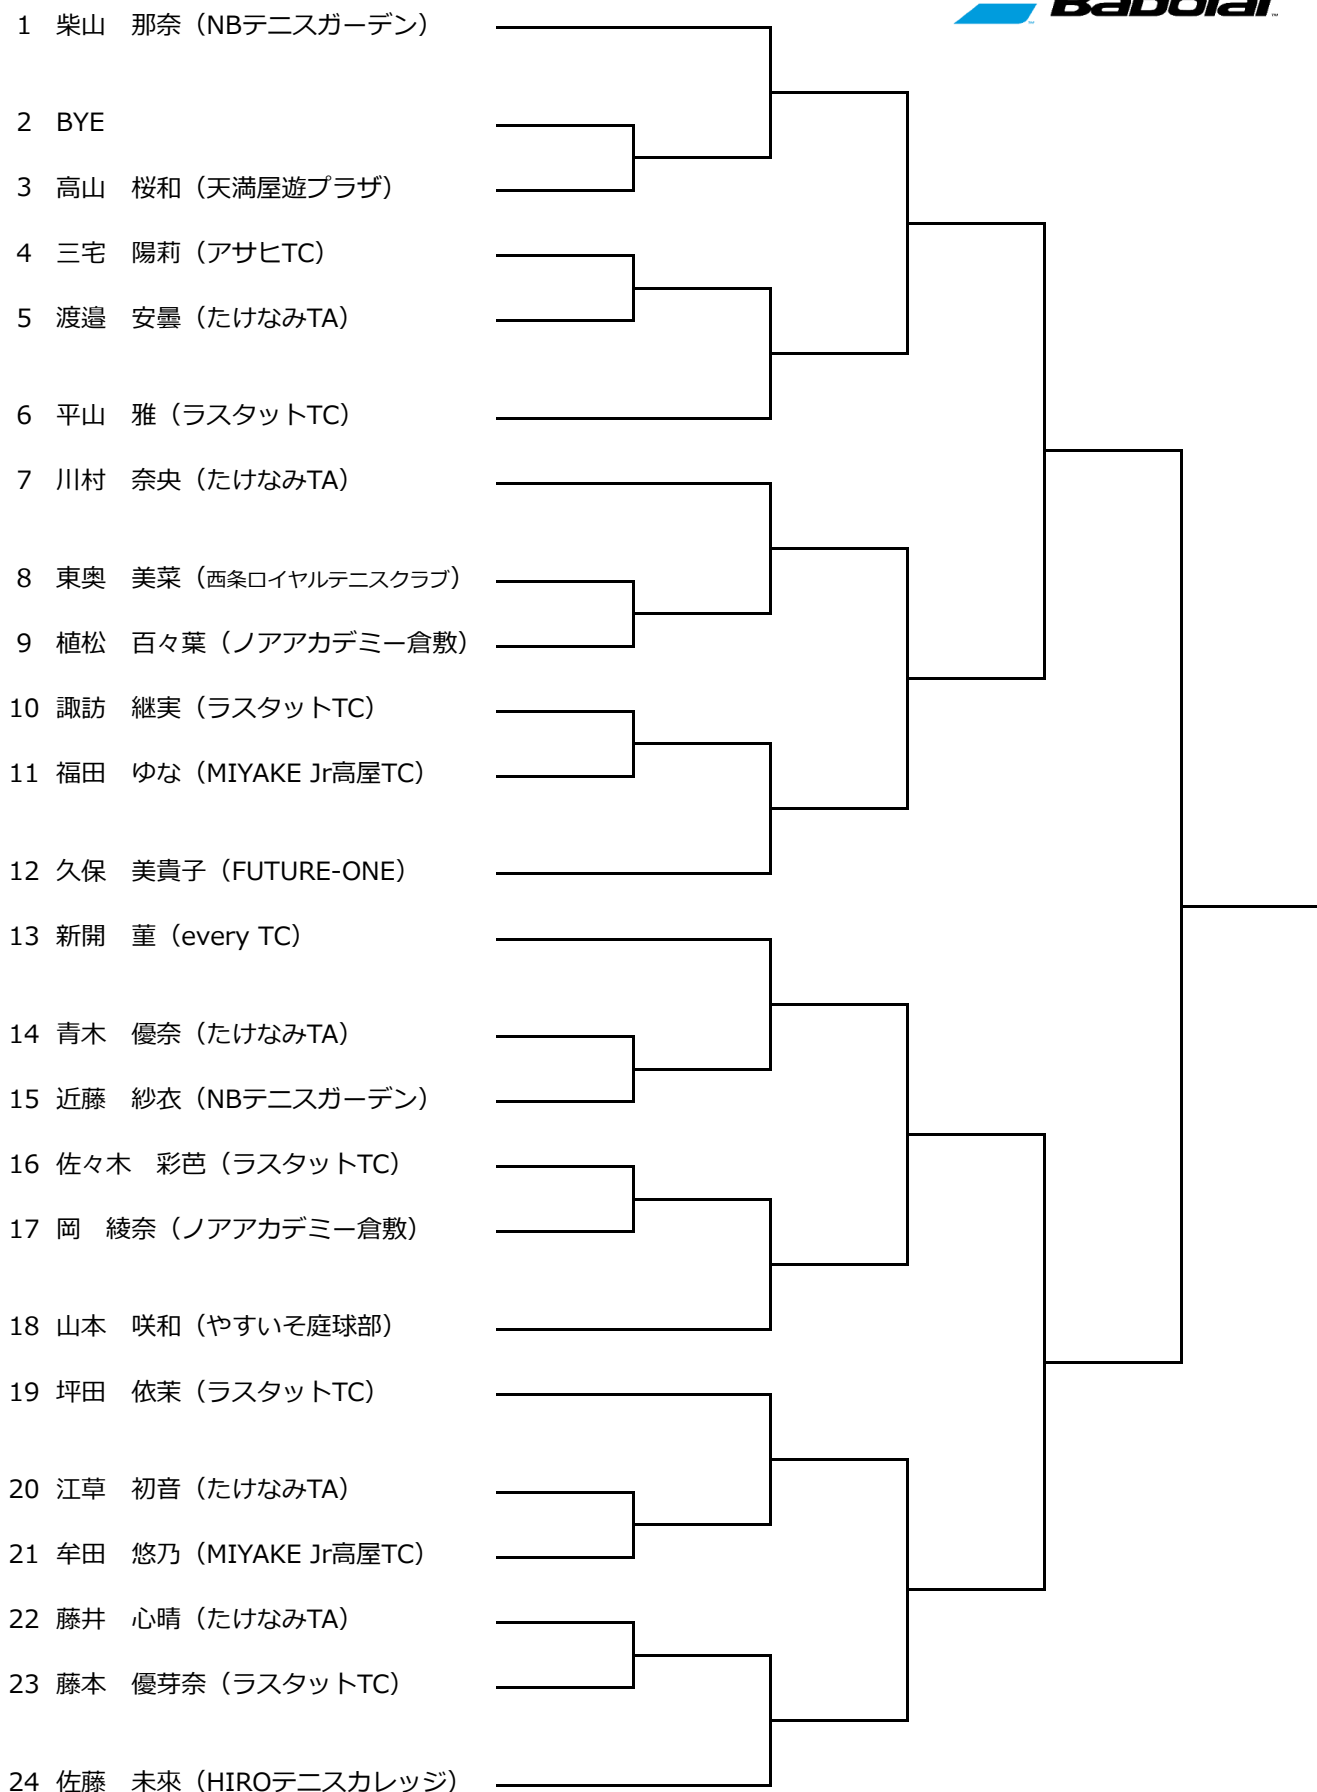 Babolat
1 柴山　那奈（NBテニスガーデン）
2 BYE
3 高山　桜和（天満屋遊プラザ）
4 三宅　陽莉（アサヒTC）
5 渡邉　安曇（たけなみTA）
6 平山　雅（ラスタットTC）
7 川村　奈央（たけなみTA）
8 東奥　美菜（西条ロイヤルテニスクラブ）
9 植松　百々葉（ノアアカデミー倉敷）
10 諏訪　継実（ラスタットTC）
11 福田　ゆな（MIYAKE Jr高屋TC）
12 久保　美貴子（FUTURE-ONE）
13 新開　菫（every TC）
14 青木　優奈（たけなみTA）
15 近藤　紗衣（NBテニスガーデン）
16 佐々木　彩芭（ラスタットTC）
17 岡　綾奈（ノアアカデミー倉敷）
18 山本　咲和（やすいそ庭球部）
19 坪田　依茉（ラスタットTC）
20 江草　初音（たけなみTA）
21 牟田　悠乃（MIYAKE Jr高屋TC）
22 藤井　心晴（たけなみTA）
23 藤本　優芽奈（ラスタットTC）
24 佐藤　未來（HIROテニスカレッジ）